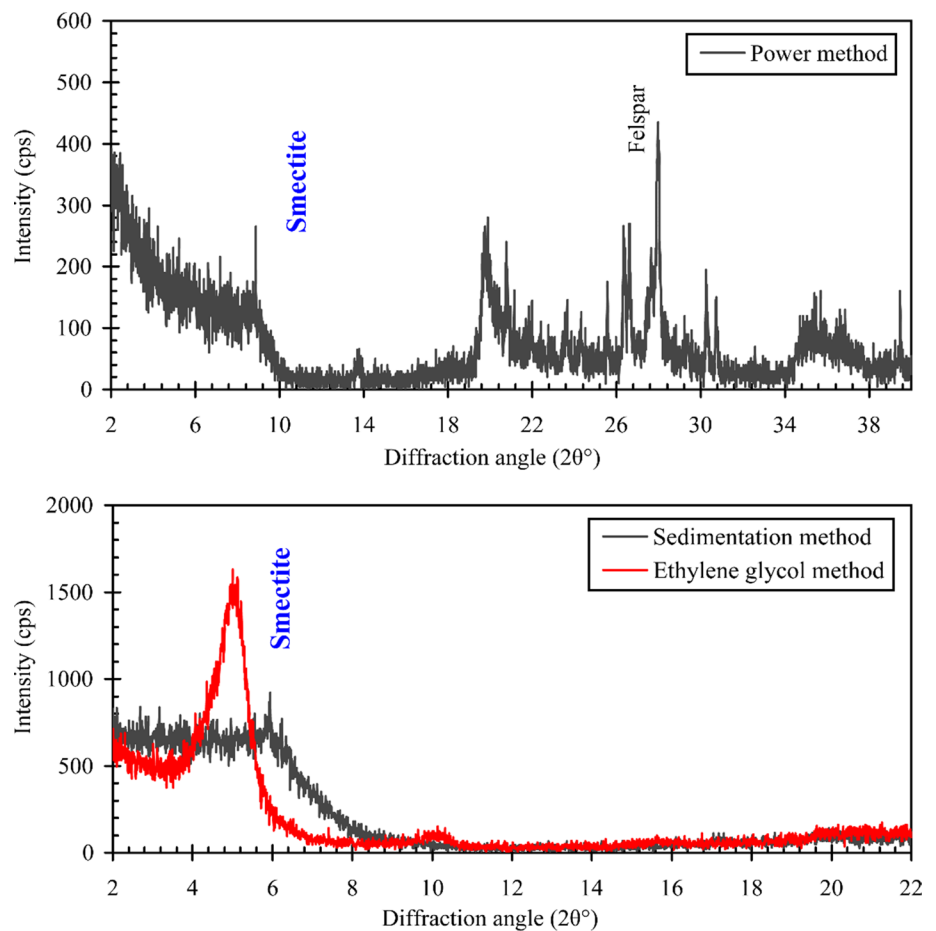 600
500
400
300
200
100
0
Intensity (cps)
Power method
Smectite
Felspar
2 6 10 14 18 22 26 30 34 38
Diffraction angle (2θ°)
2000
1500
1000
500
0
Intensity (cps)
Sedimentation method
Ethylene glycol method
Smectite
2 4 6 8 10 12 14 16 18 20 22
Diffraction angle (2θ°)